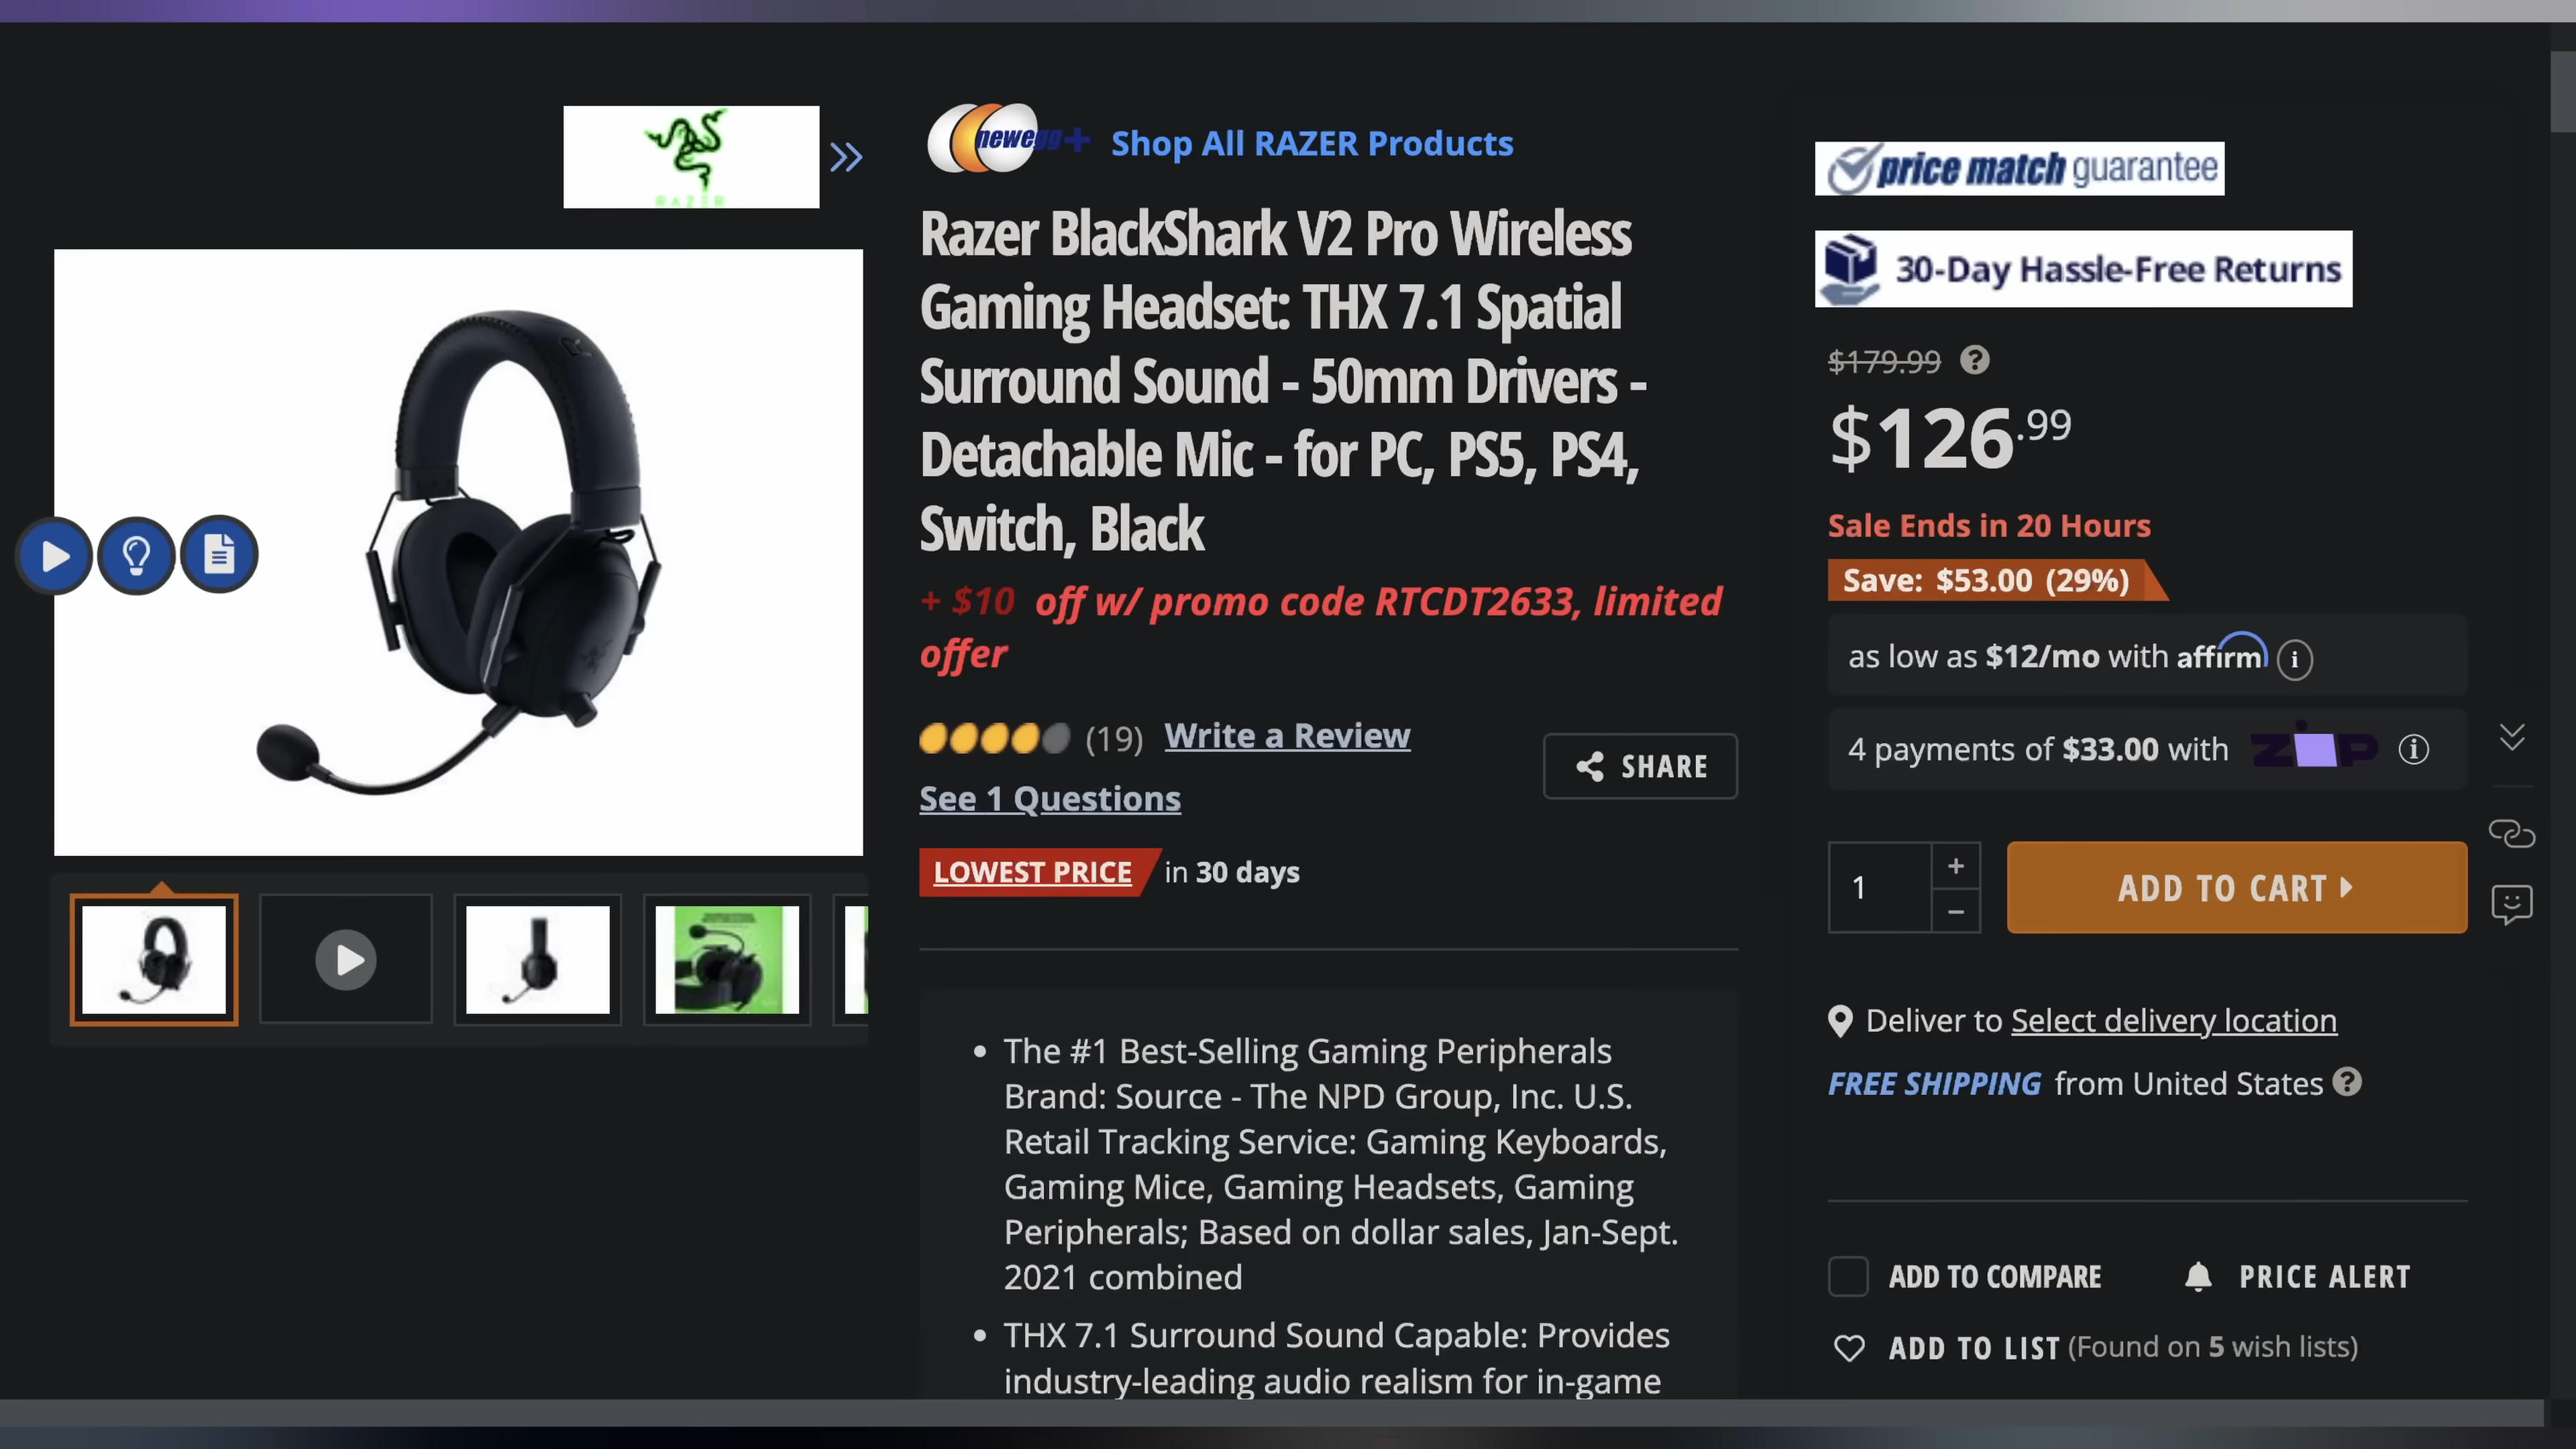 RAZER
newegg+ Shop All RAZER Products
Razer BlackShark V2 Pro Wireless
Gaming Headset: THX 7.1 Spatial
Surround Sound - 50mm Drivers -
Detachable Mic - for PC, PS5, PS4,
Switch, Black
+ $10 off w/ promo code RTCDT2633, limited
offer
(19) Write a Review
See 1 Questions
SHARE
LOWEST PRICE in 30 days
The #1 Best-Selling Gaming Peripherals
Brand: Source - The NPD Group, Inc. U.S.
Retail Tracking Service: Gaming Keyboards,
Gaming Mice, Gaming Headsets, Gaming
Peripherals; Based on dollar sales, Jan-Sept.
2021 combined
THX 7.1 Surround Sound Capable: Provides
industry-leading audio realism for in-game
price match guarantee
30-Day Hassle-Free Returns
$179.99 ?
$126.99
Sale Ends in 20 Hours
Save: $53.00 (29%)
as low as $12/mo with affirm i
4 payments of $33.00 with ZIP i
1 + −
ADD TO CART
Deliver to Select delivery location
FREE SHIPPING from United States ?
ADD TO COMPARE PRICE ALERT
ADD TO LIST (Found on 5 wish lists)